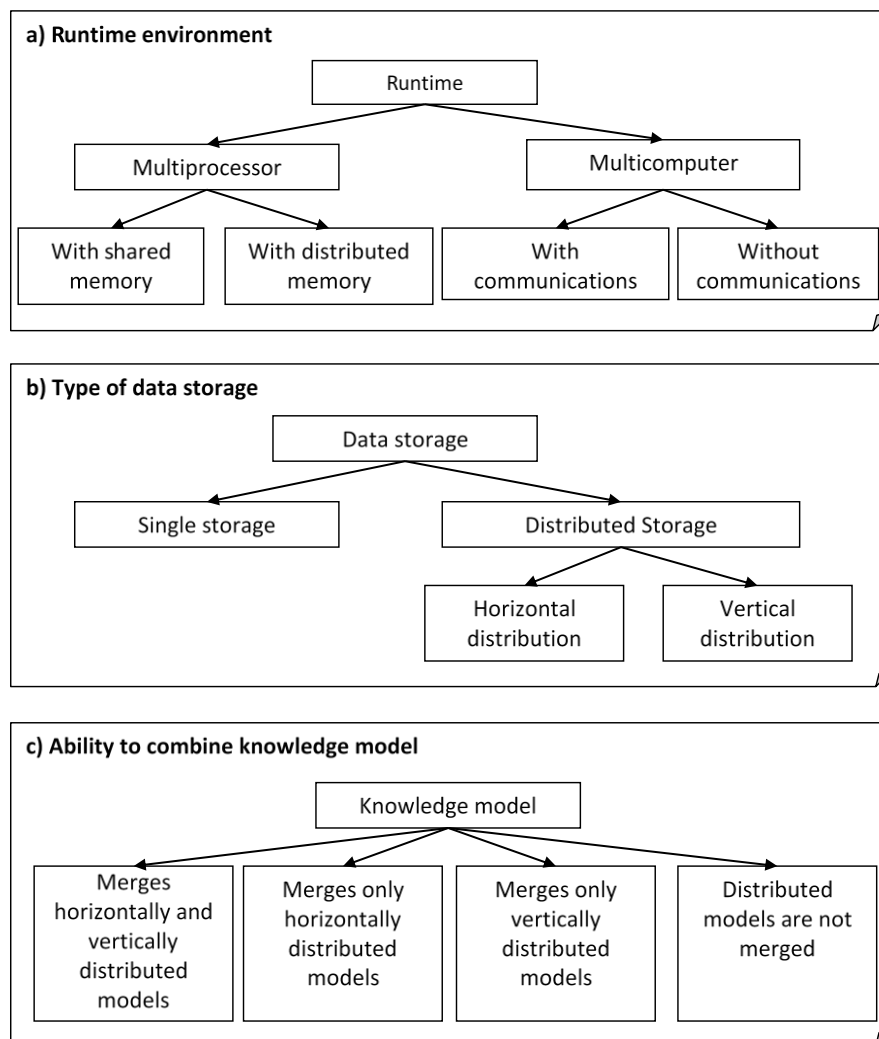 a) Runtime environment
Runtime
Multiprocessor
Multicomputer
With shared
memory
With distributed
memory
With
communications
Without
communications
b) Type of data storage
Data storage
Single storage
Distributed Storage
Horizontal
distribution
Vertical
distribution
c) Ability to combine knowledge model
Knowledge model
Merges
horizontally and
vertically
distributed
models
Merges only
horizontally
distributed
models
Merges only
vertically
distributed
models
Distributed
models are not
merged